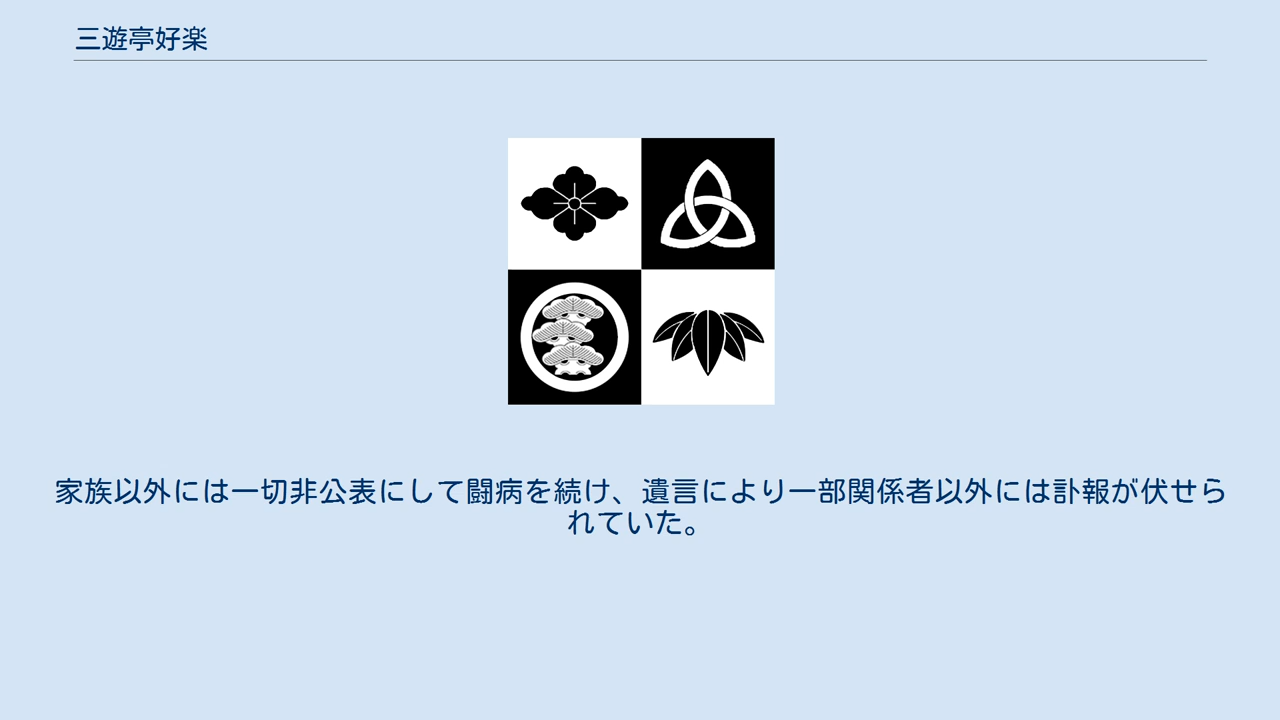 三遊亭好楽
家族以外には一切非公表にして闘病を続け、遺言により一部関係者以外には訃報が伏せら
れていた。